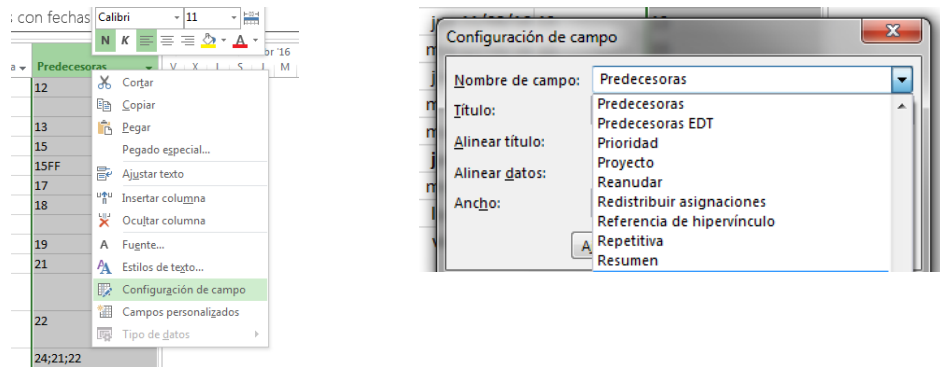 con fechas
Calibri 11
N K A
or '16
a Predecesoras V X J S L M
12
13
15
15FF
17
18
19
21
22
24;21;22
Cortar
Copiar
Pegar
Pegado especial...
Ajustar texto
Insertar columna
Ocultar columna
A Fuente...
Estilos de texto...
Configuración de campo
Campos personalizados
Tipo de datos
Configuración de campo
Nombre de campo: Predecesoras
Título:
Alinear título:
Alinear datos:
Ancho:
Predecesoras
Predecesoras EDT
Prioridad
Proyecto
Reanudar
Redistribuir asignaciones
Referencia de hipervínculo
Repetitiva
Resumen